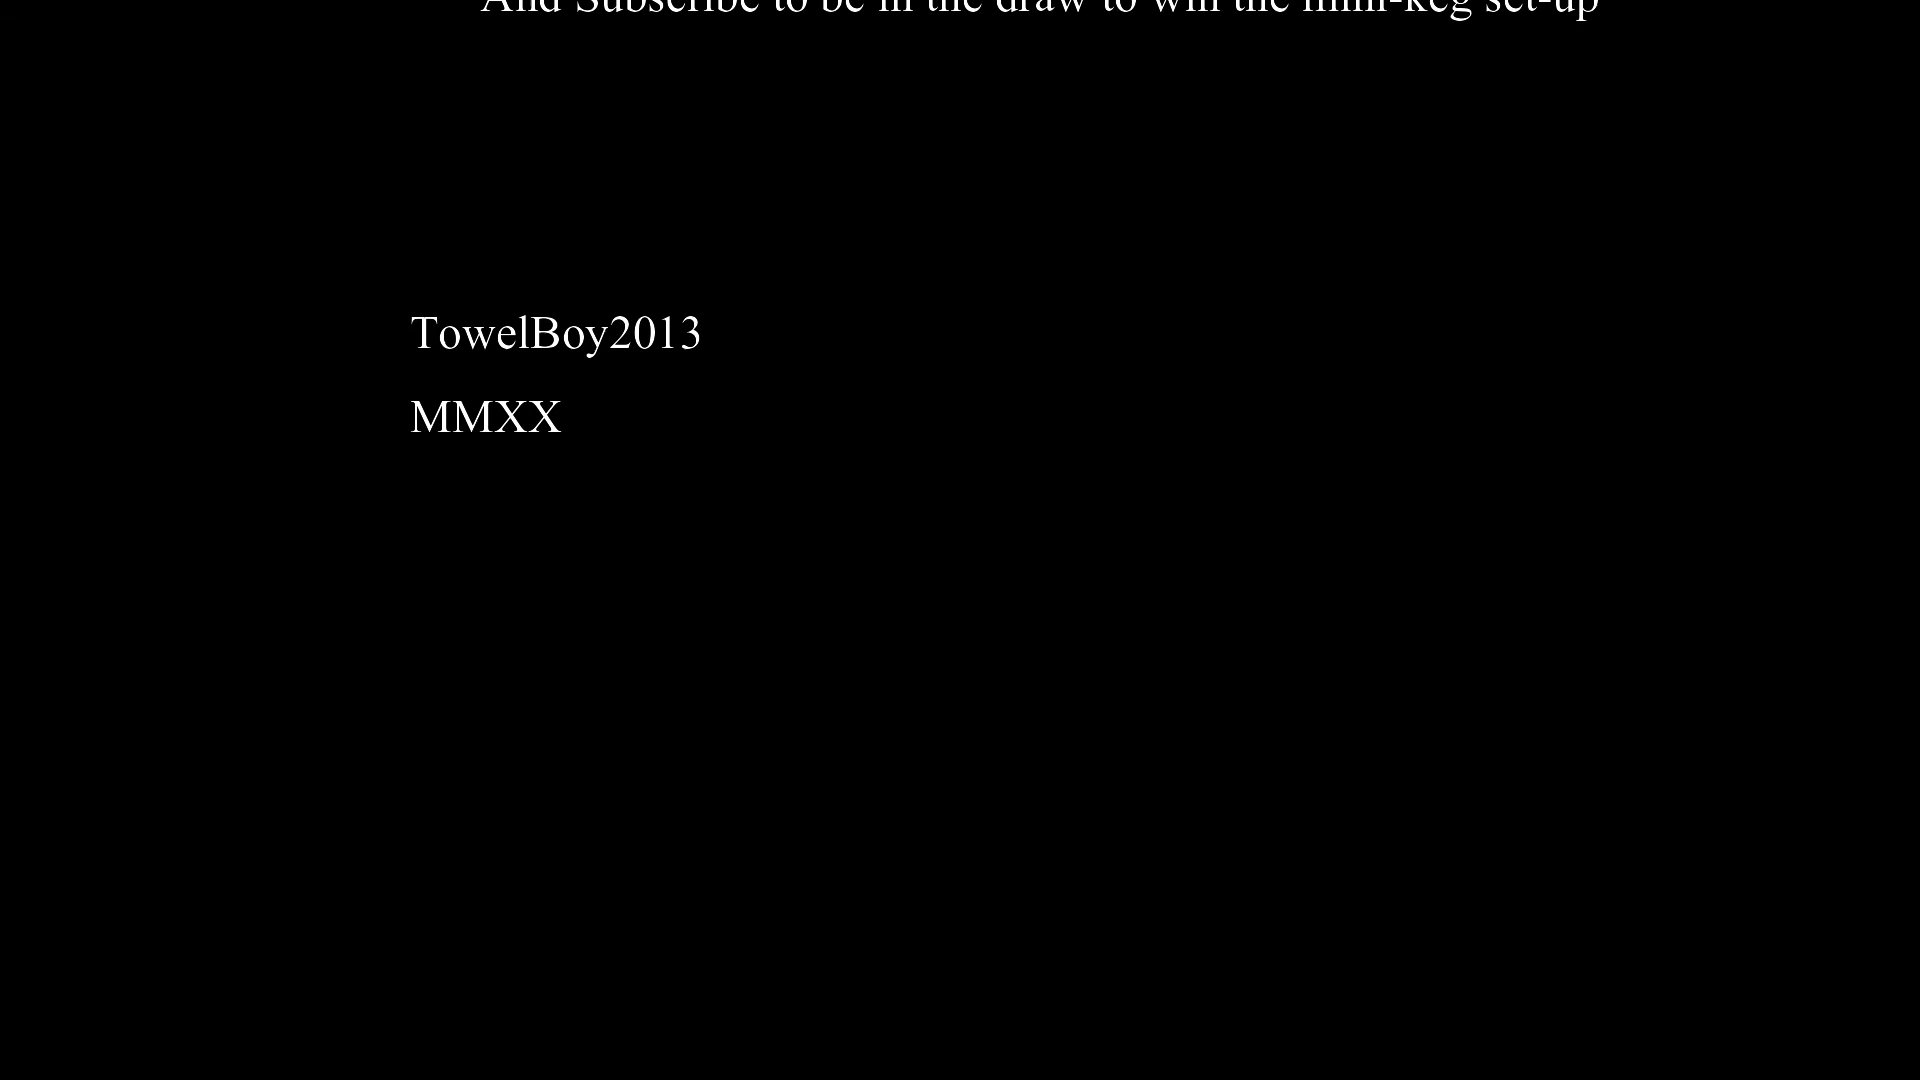 And Subscribe to be in the draw to win the mini-keg set-up
TowelBoy2013
MMXX